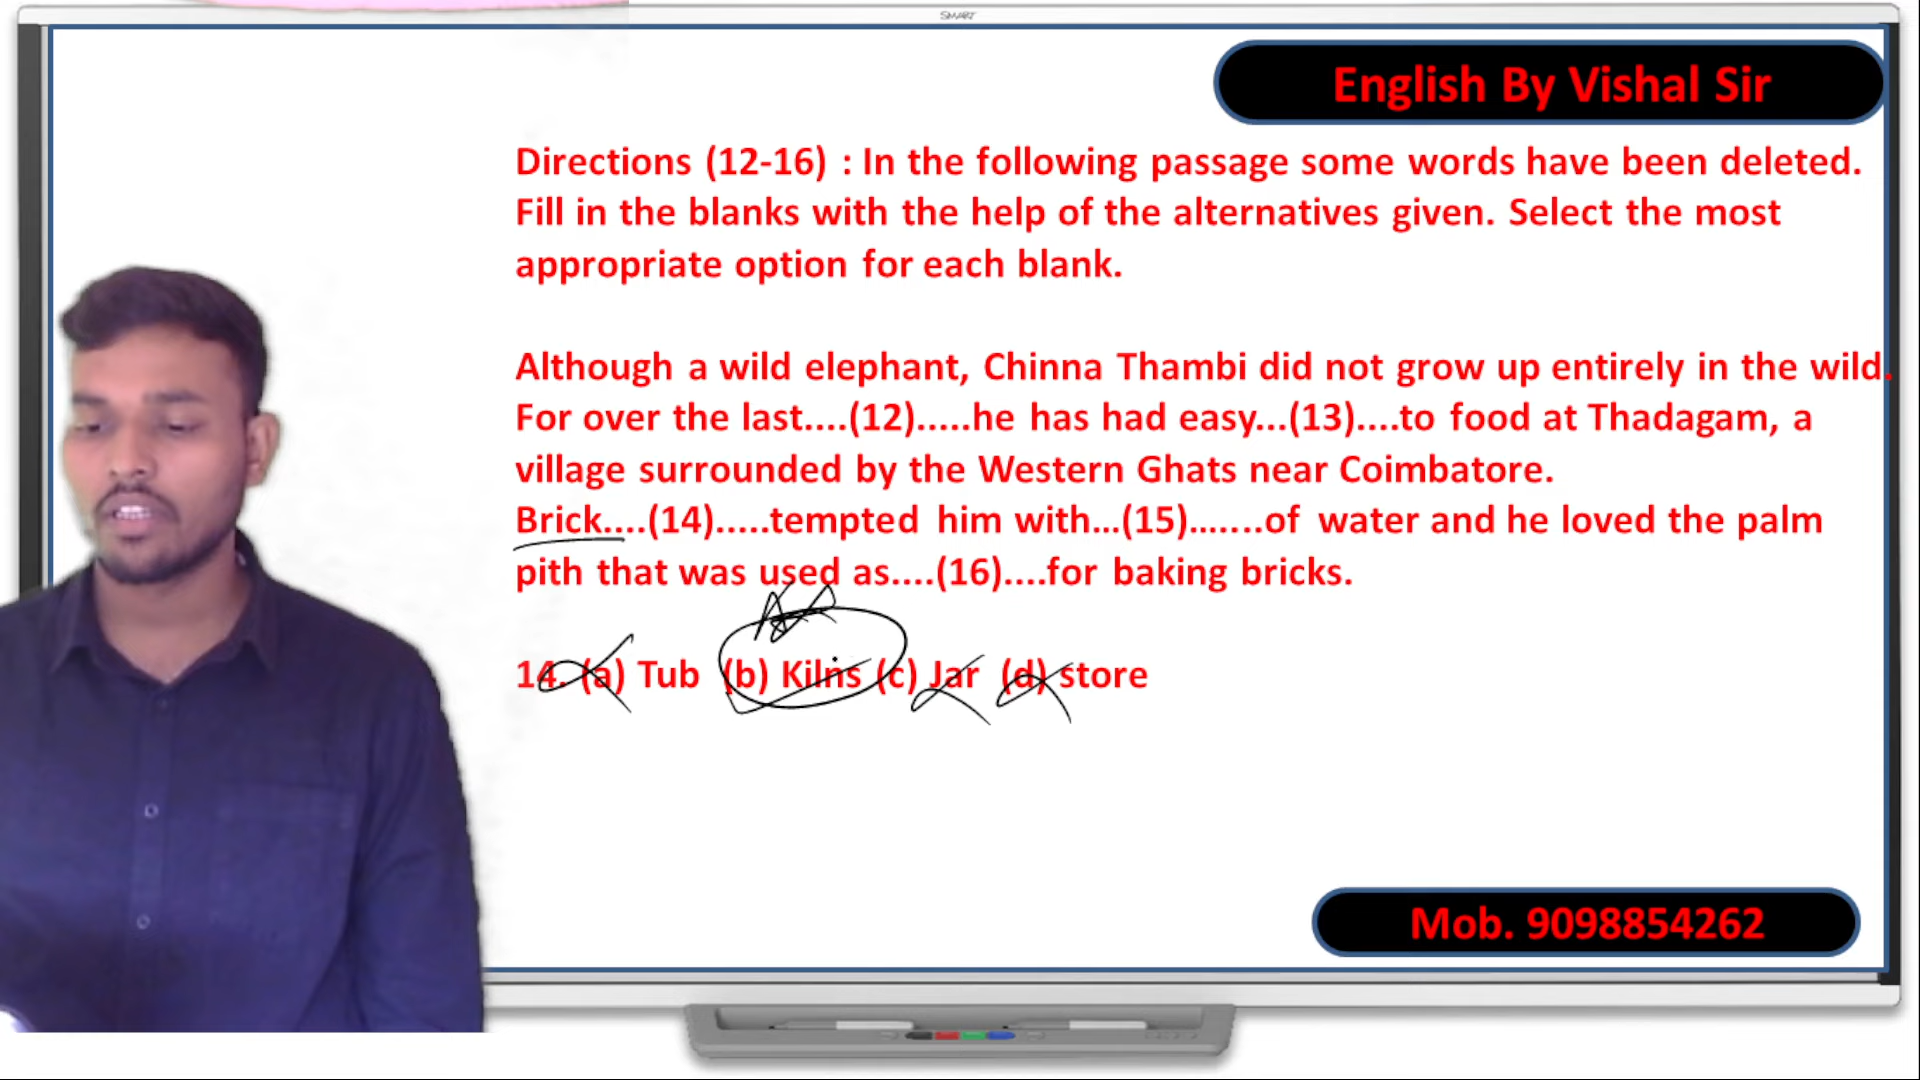 SMART
English By Vishal Sir
Directions (12-16) : In the following passage some words have been deleted.
Fill in the blanks with the help of the alternatives given. Select the most
appropriate option for each blank.
Although a wild elephant, Chinna Thambi did not grow up entirely in the wild.
For over the last....(12).....he has had easy...(13)....to food at Thadagam, a
village surrounded by the Western Ghats near Coimbatore.
Brick....(14).....tempted him with...(15).......of water and he loved the palm
pith that was used as....(16)....for baking bricks.
14. (a) Tub (b) Kilns (c) Jar (d) store
Mob. 9098854262